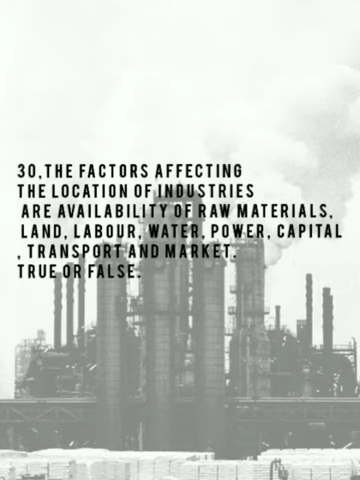 30,THE FACTORS AFFECTING
THE LOCATION OF INDUSTRIES
ARE AVAILABILITY OF RAW MATERIALS,
LAND, LABOUR, WATER, POWER, CAPITAL
, TRANSPORT AND MARKET.
TRUE OR FALSE.